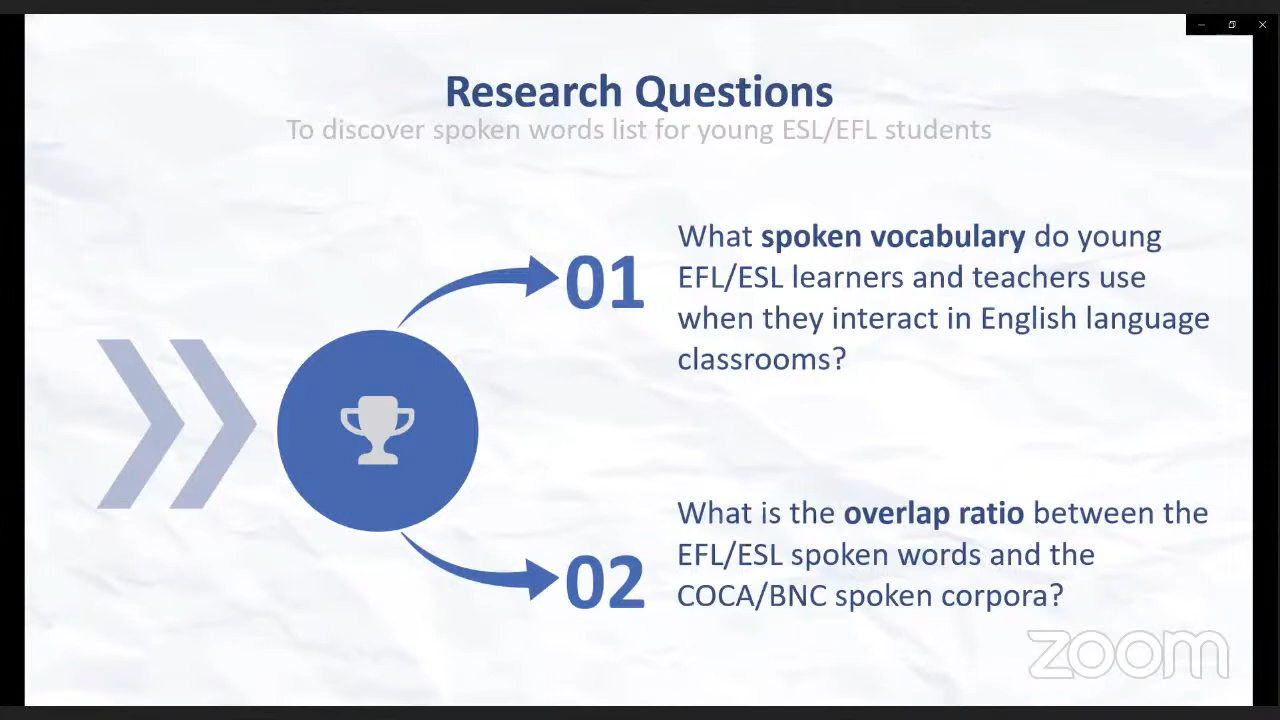 Research Questions
To discover spoken words list for young ESL/EFL students
01
What spoken vocabulary do young
EFL/ESL learners and teachers use
when they interact in English language
classrooms?
02
What is the overlap ratio between the
EFL/ESL spoken words and the
COCA/BNC spoken corpora?
zoom